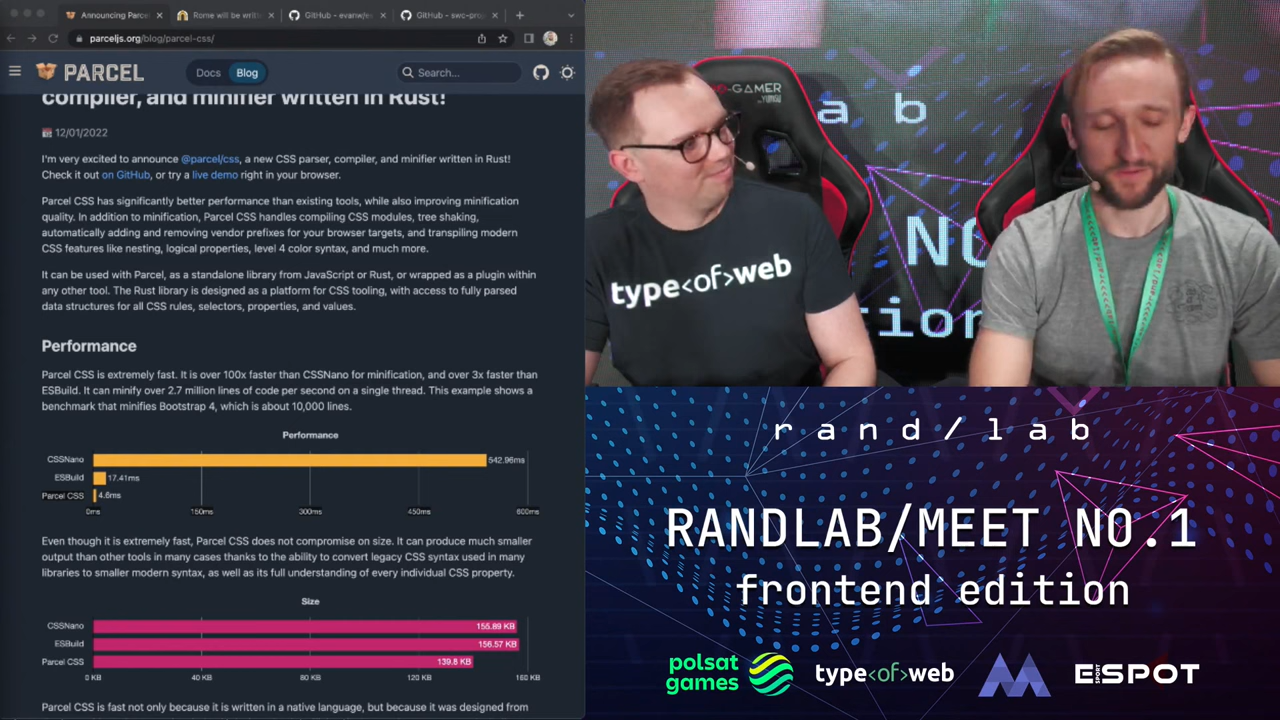 Announcing Parcel
Rome will be writte
GitHub - evanw/es
GitHub - swc-proj
parceljs.org/blog/parcel-css/
PARCEL
Docs
Blog
Search...
compiler, and minifier written in Rust!
12/01/2022
I'm very excited to announce @parcel/css, a new CSS parser, compiler, and minifier written in Rust!
Check it out on GitHub, or try a live demo right in your browser.
Parcel CSS has significantly better performance than existing tools, while also improving minification
quality. In addition to minification, Parcel CSS handles compiling CSS modules, tree shaking,
automatically adding and removing vendor prefixes for your browser targets, and transpiling modern
CSS features like nesting, logical properties, level 4 color syntax, and much more.
It can be used with Parcel, as a standalone library from JavaScript or Rust, or wrapped as a plugin within
any other tool. The Rust library is designed as a platform for CSS tooling, with access to fully parsed
data structures for all CSS rules, selectors, properties, and values.
Performance
Parcel CSS is extremely fast. It is over 100x faster than CSSNano for minification, and over 3x faster than
ESBuild. It can minify over 2.7 million lines of code per second on a single thread. This example shows a
benchmark that minifies Bootstrap 4, which is about 10,000 lines.
Performance
CSSNano 542.96ms
ESBuild 17.41ms
Parcel CSS 4.6ms
0ms 150ms 300ms 450ms 600ms
Even though it is extremely fast, Parcel CSS does not compromise on size. It can produce much smaller
output than other tools in many cases thanks to the ability to convert legacy CSS syntax used in many
libraries to smaller modern syntax, as well as its full understanding of every individual CSS property.
Size
CSSNano 155.89 KB
ESBuild 156.57 KB
Parcel CSS 139.8 KB
0 KB 40 KB 80 KB 120 KB 160 KB
Parcel CSS is fast not only because it is written in a native language, but because it was designed from
GAMER
by YUMISU
a b
NO
tion
type<of>web
rand/lab
RANDLAB/MEET NO.1
frontend edition
polsat
games
type<of>web
ESPORT
ESPOT